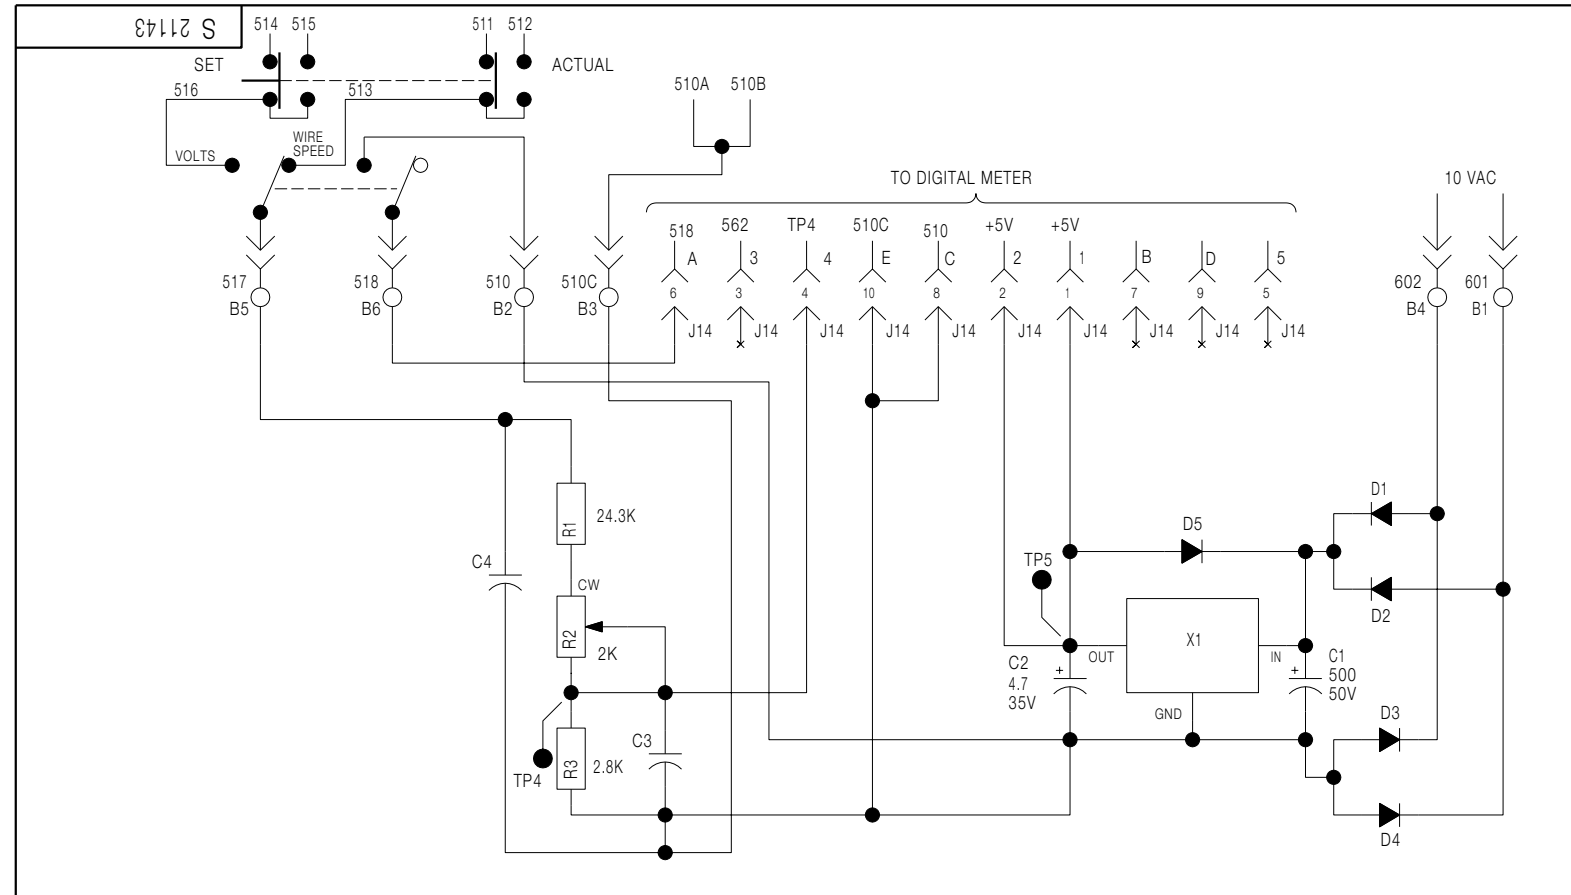 S 21143
514 515
511 512
SET
ACTUAL
516
513
510A 510B
WIRE
SPEED
VOLTS
TO DIGITAL METER
10 VAC
518 562 TP4 510C 510 +5V +5V
A 3 4 E C 2 1 B D 5
517 518 510 510C
602 601
6 3 4 10 8 2 1 7 9 5
B5 B6 B2 B3
B4 B1
J14 J14 J14 J14 J14 J14 J14 J14 J14 J14
D1
R1
24.3K
D5
C4
TP5
CW
D2
R2
2K
X1
OUT
IN
C2
4.7
35V
+
+
C1
500
50V
GND
D3
C3
R3
2.8K
TP4
D4